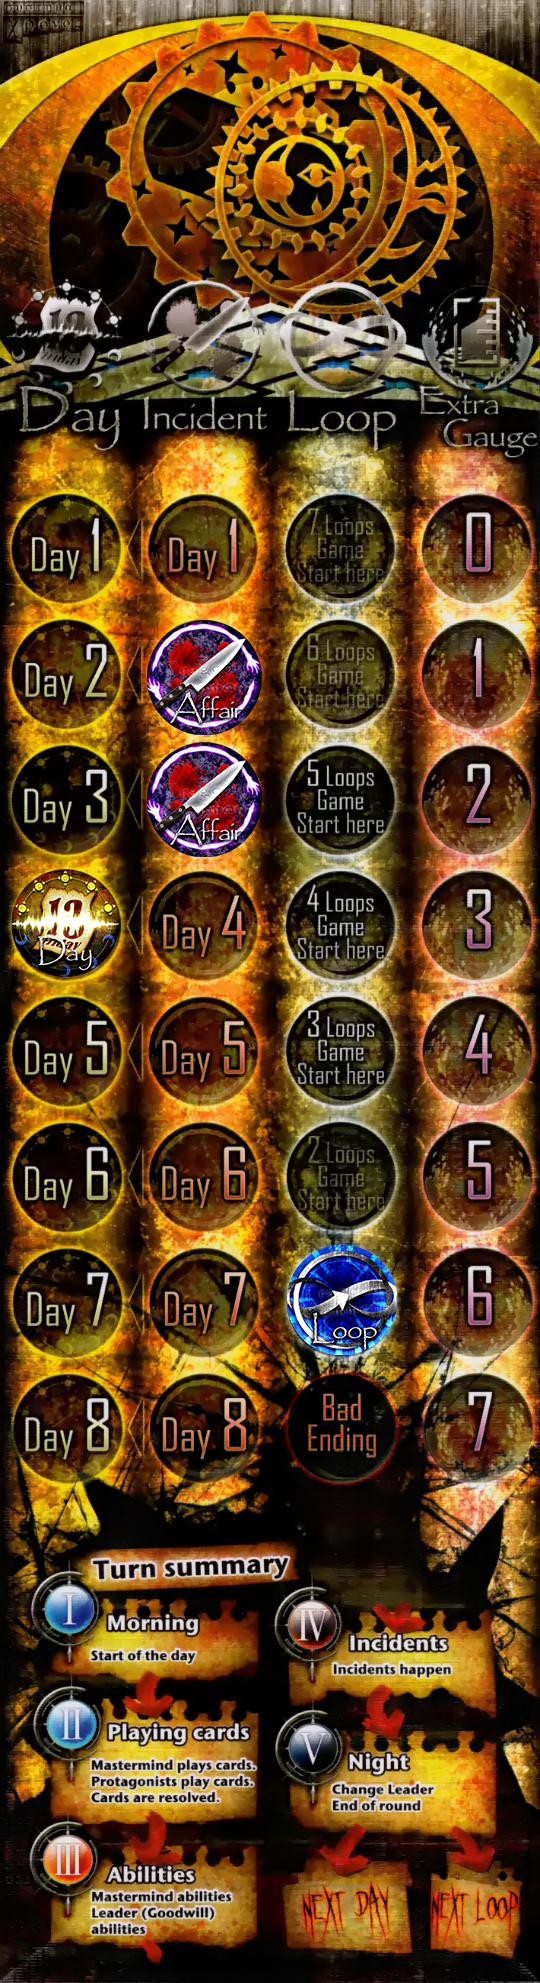 Day Incident Loop Extra Gauge
Day 1 Day 1 7 Loops Game Start here 0
Day 2 Affair 6 Loops Game Start here 1
Day 3 Affair 5 Loops Game Start here 2
13 Day Day 4 4 Loops Game Start here 3
Day 5 Day 5 3 Loops Game Start here 4
Day 6 Day 6 2 Loops Game Start here 5
Day 7 Day 7 Loop 6
Day 8 Day 8 Bad Ending 7
Turn summary
I Morning
Start of the day
II Playing cards
Mastermind plays cards.
Protagonists play cards.
Cards are resolved.
III Abilities
Mastermind abilities
Leader (Goodwill)
abilities
IV Incidents
Incidents happen
V Night
Change Leader
End of round
NEXT DAY
NEXT LOOP